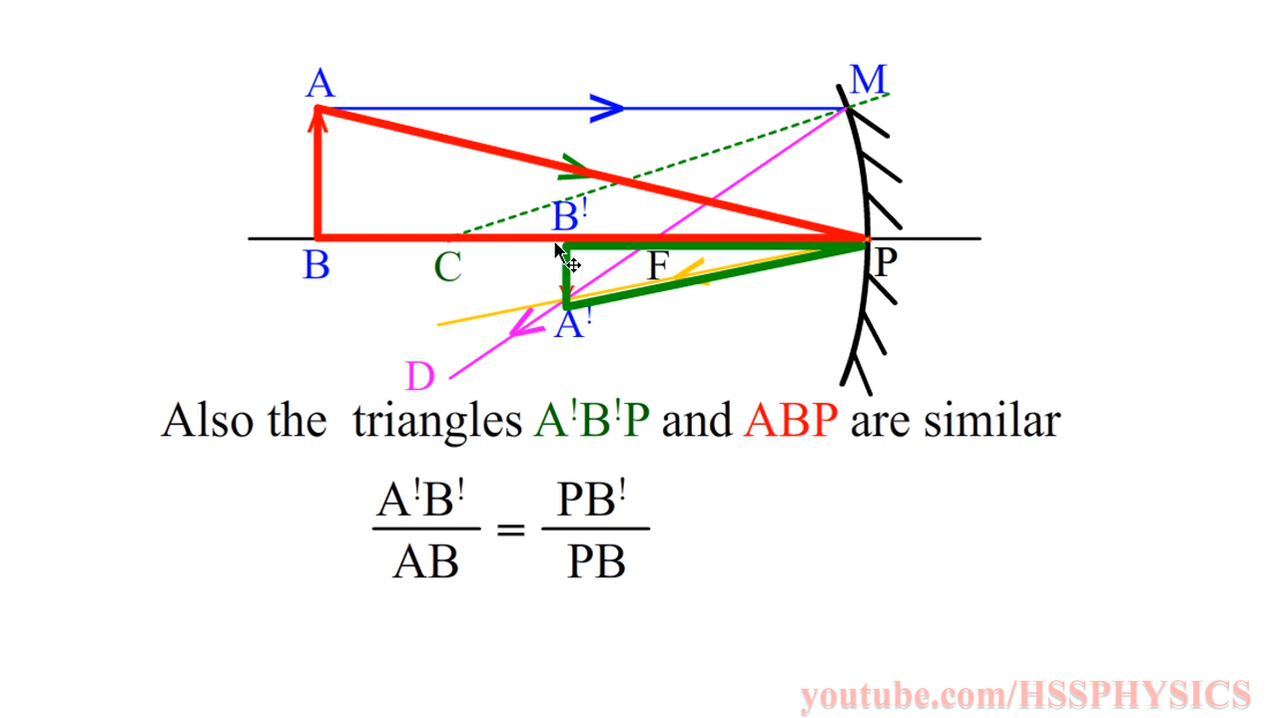 A
M
B!
B
C
F
P
A!
D
Also the triangles A!B!P and ABP are similar
A!B! / AB = PB! / PB
youtube.com/HSSPHYSICS